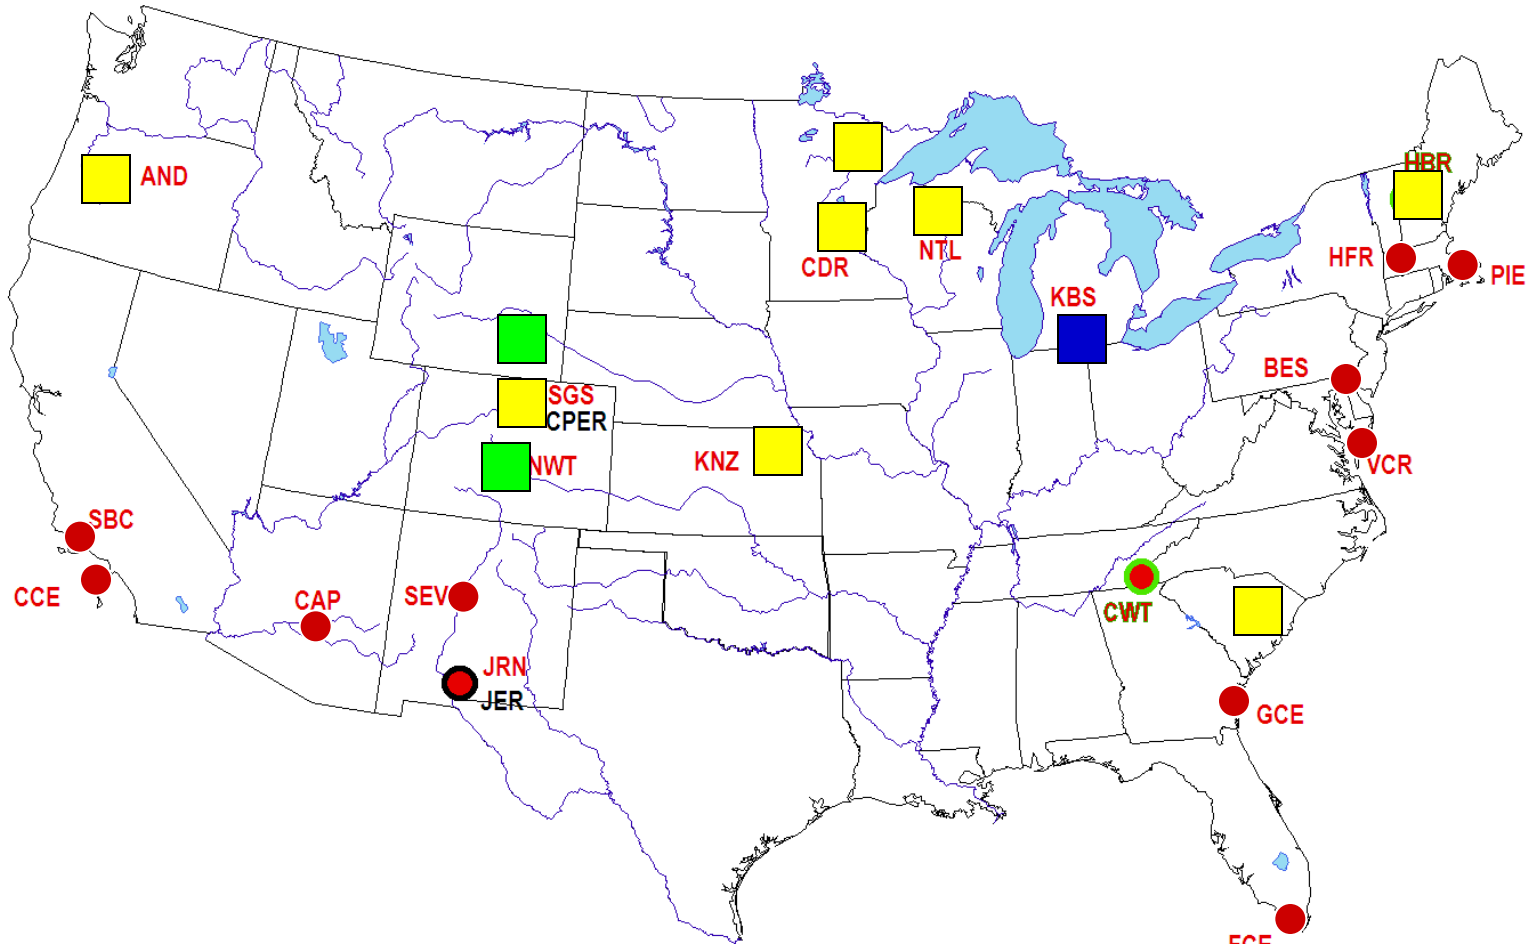 HBR
AND
NTL
CDR
HFR
PIE
KBS
BES
SGS
CPER
NWT
KNZ
VCR
SBC
CCE
CAP
SEV
CWT
JRN
JER
GCE
FCE